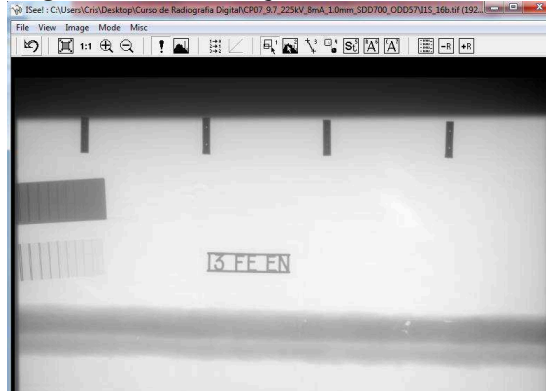 ISee! : C:\Users\Cris\Desktop\Curso de Radiografia Digital\CP07_9.7_225kV_8mA_1.0mm_SDD700_ODD57\I1S_16b.tif (192...
File View Image Mode Misc
1:1
13 FE EN